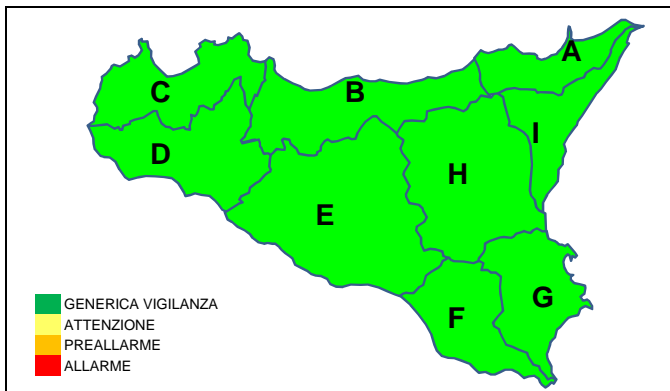 A
B
C
I
D
H
E
G
F
GENERICA VIGILANZA
ATTENZIONE
PREALLARME
ALLARME